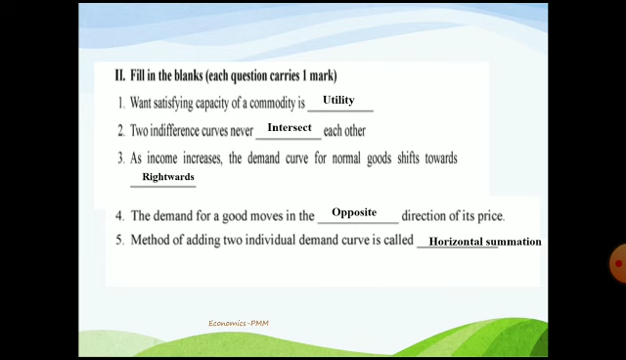 II. Fill in the blanks (each question carries 1 mark)
1. Want satisfying capacity of a commodity is Utility
2. Two indifference curves never Intersect each other
3. As income increases, the demand curve for normal goods shifts towards
Rightwards
4. The demand for a good moves in the Opposite direction of its price.
5. Method of adding two individual demand curve is called Horizontal summation
Economics-PMM